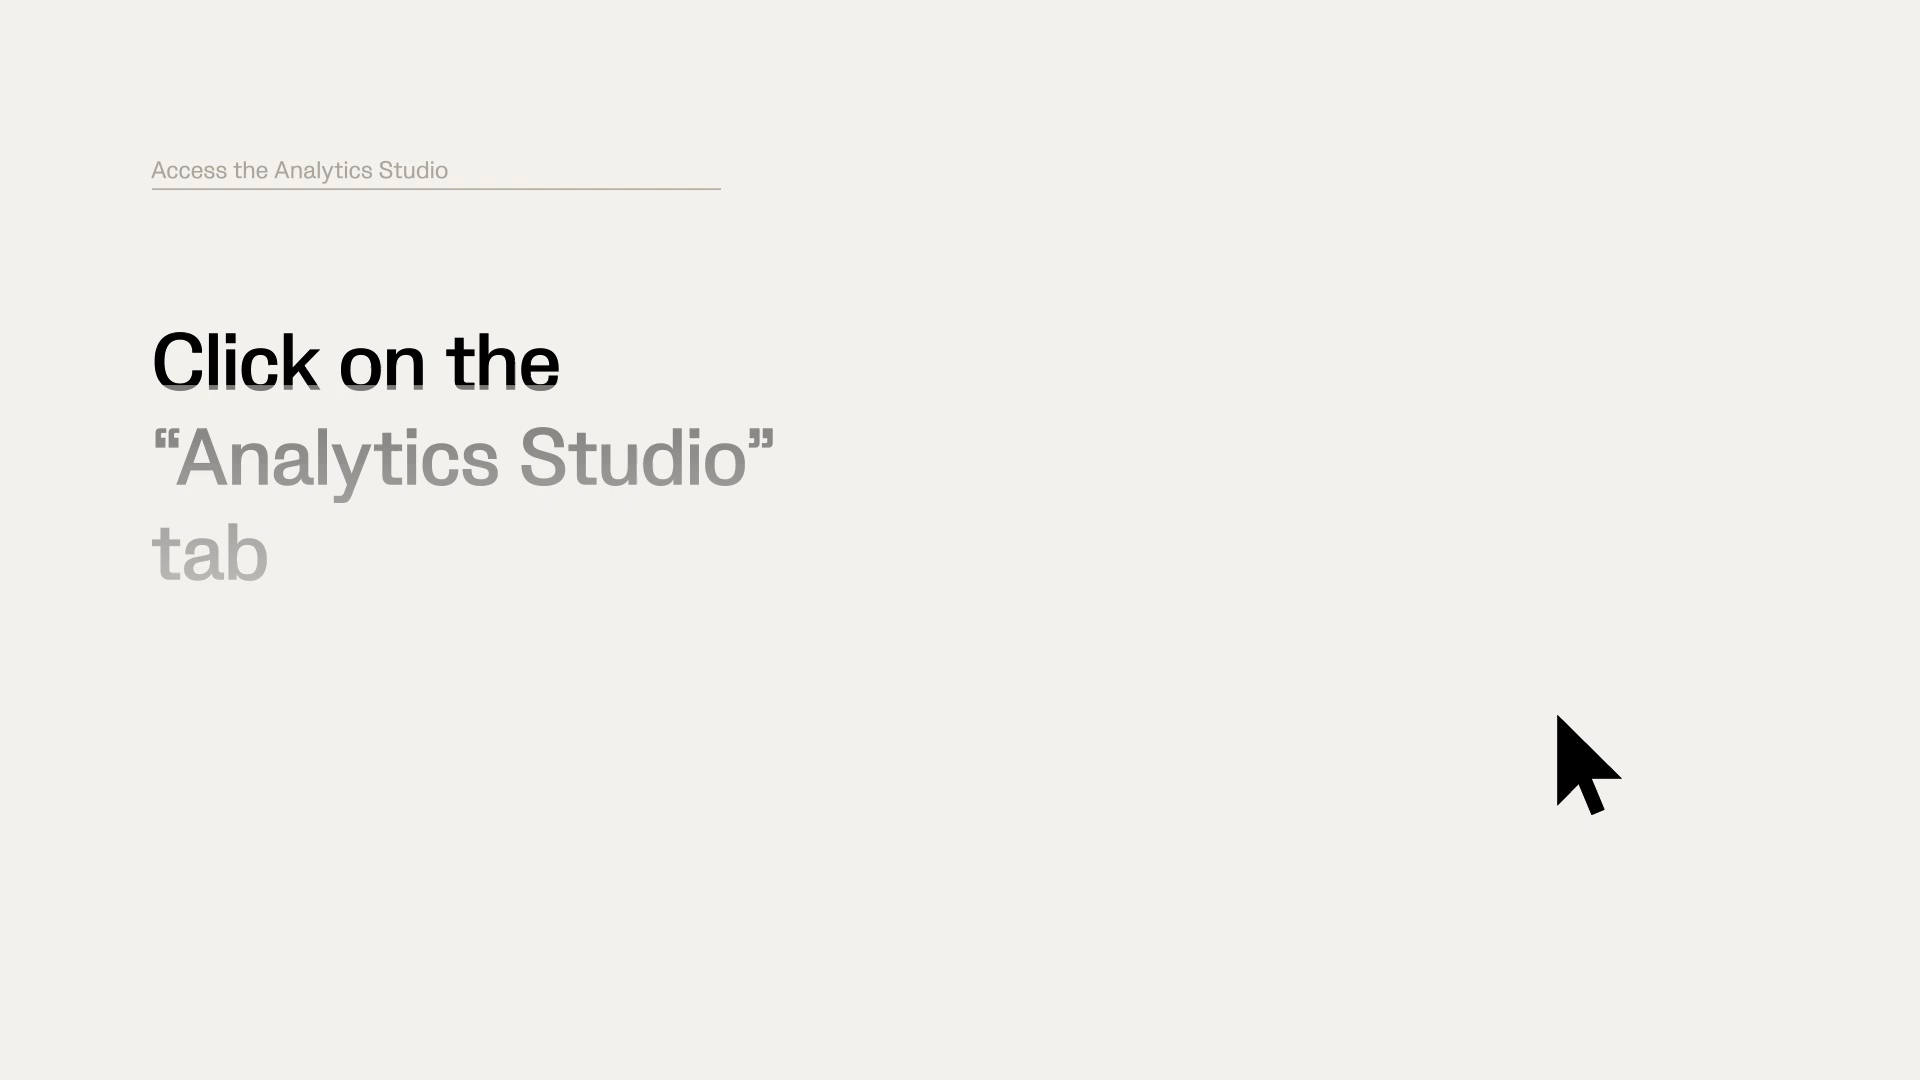 Access the Analytics Studio
Click on the
“Analytics Studio”
tab